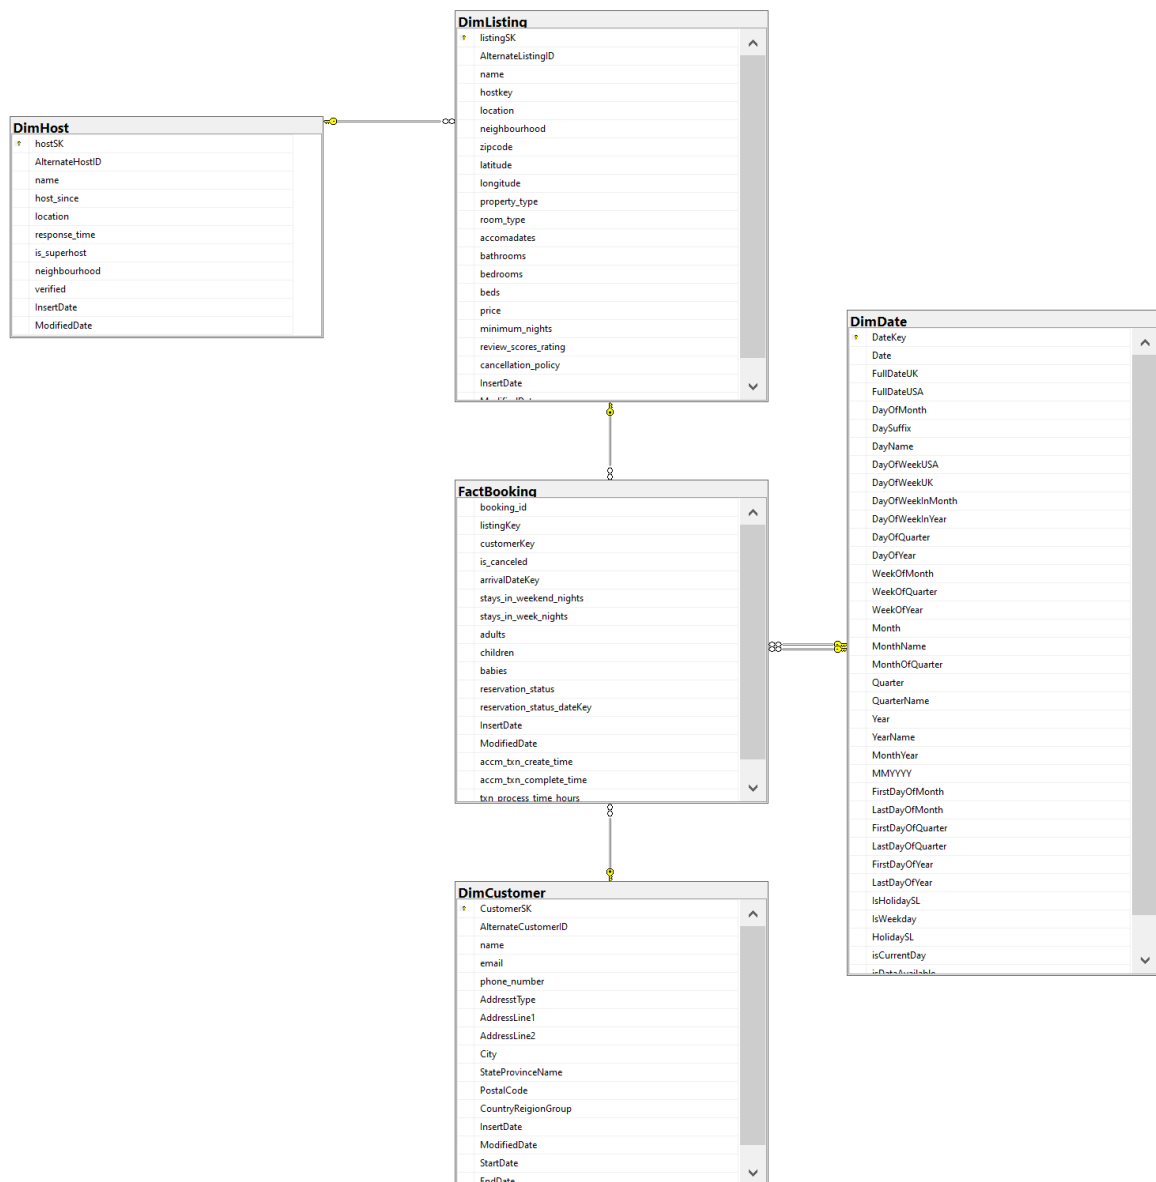 DimListing
listingSK
AlternateListingID
name
hostkey
location
neighbourhood
zipcode
latitude
longitude
property_type
room_type
accomadates
bathrooms
bedrooms
beds
price
minimum_nights
review_scores_rating
cancellation_policy
InsertDate
ModifiedDate
DimHost
hostSK
AlternateHostID
name
host_since
location
response_time
is_superhost
neighbourhood
verified
InsertDate
ModifiedDate
DimDate
DateKey
Date
FullDateUK
FullDateUSA
DayOfMonth
DaySuffix
DayName
DayOfWeekUSA
DayOfWeekUK
DayOfWeekInMonth
DayOfWeekInYear
DayOfQuarter
DayOfYear
WeekOfMonth
WeekOfQuarter
WeekOfYear
Month
MonthName
MonthOfQuarter
Quarter
QuarterName
Year
YearName
MonthYear
MMYYYY
FirstDayOfMonth
LastDayOfMonth
FirstDayOfQuarter
LastDayOfQuarter
FirstDayOfYear
LastDayOfYear
IsHolidaySL
IsWeekday
HolidaySL
isCurrentDay
isDataAvailable
FactBooking
booking_id
listingKey
customerKey
is_canceled
arrivalDateKey
stays_in_weekend_nights
stays_in_week_nights
adults
children
babies
reservation_status
reservation_status_dateKey
InsertDate
ModifiedDate
accm_txn_create_time
accm_txn_complete_time
txn_process_time_hours
DimCustomer
CustomerSK
AlternateCustomerID
name
email
phone_number
AddresstType
AddressLine1
AddressLine2
City
StateProvinceName
PostalCode
CountryReigionGroup
InsertDate
ModifiedDate
StartDate
EndDate